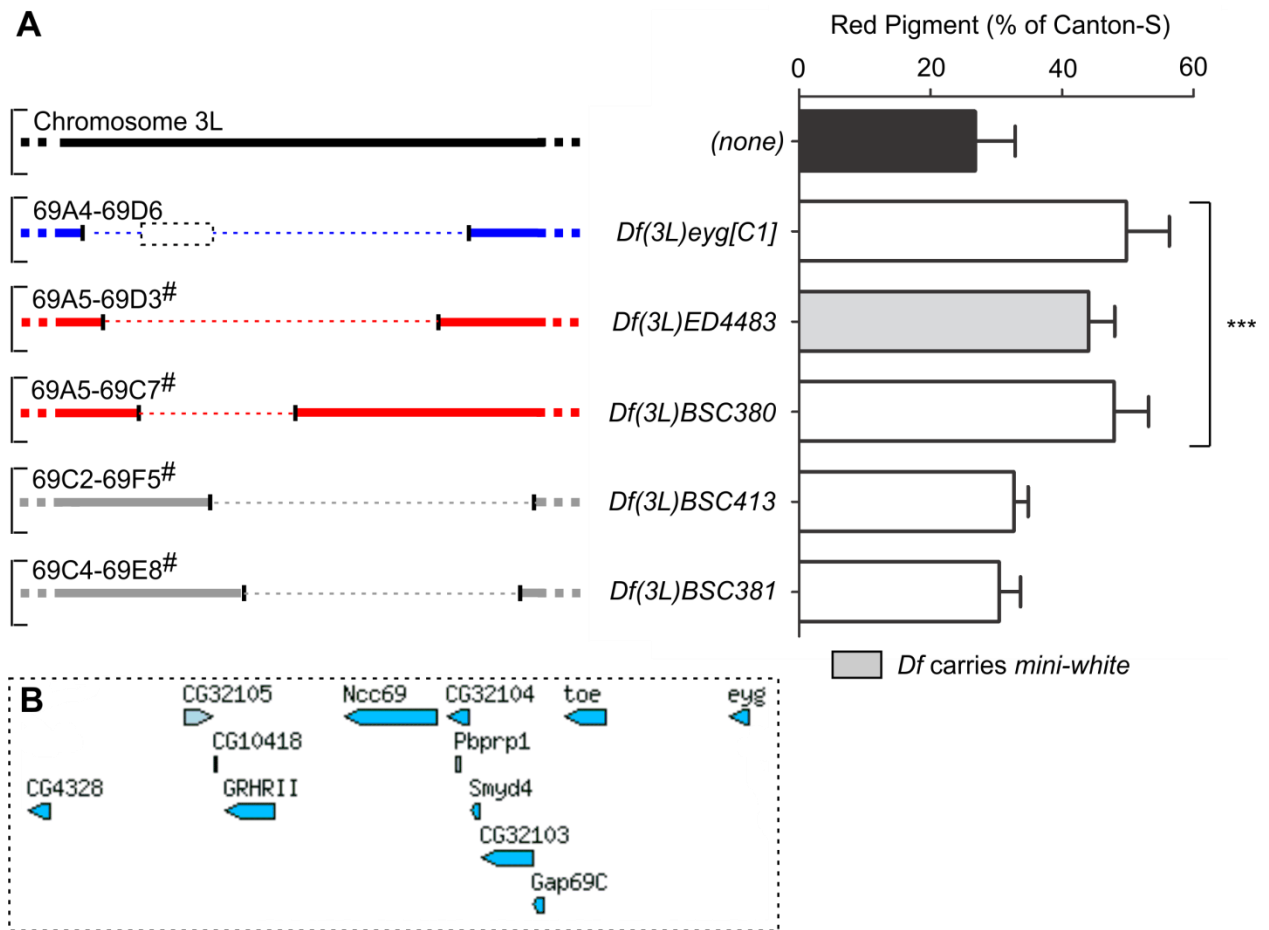 A
Red Pigment (% of Canton-S)
0 20 40 60
Chromosome 3L
(none)
69A4-69D6
Df(3L)eyg[C1]
69A5-69D3#
Df(3L)ED4483
***
69A5-69C7#
Df(3L)BSC380
69C2-69F5#
Df(3L)BSC413
69C4-69E8#
Df(3L)BSC381
Df carries mini-white
B
CG32105 Ncc69 CG32104 toe eyg
CG10418 Pbprp1
CG4328 GRHRII Smyd4
CG32103
Gap69C